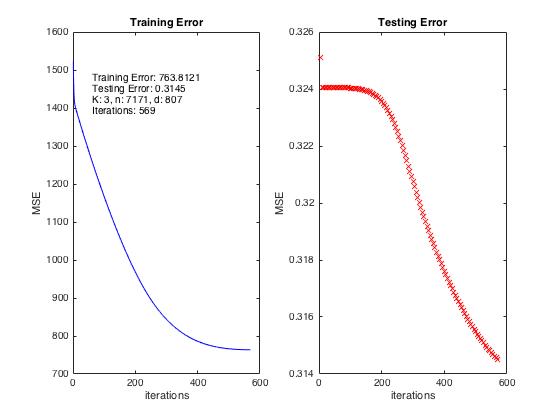 Training Error
1600
1500
1400
1300
1200
1100
1000
900
800
700
MSE
Training Error: 763.8121
Testing Error: 0.3145
K: 3, n: 7171, d: 807
Iterations: 569
0
200
400
600
iterations
Testing Error
0.326
0.324
0.322
0.32
0.318
0.316
0.314
MSE
0
200
400
600
iterations